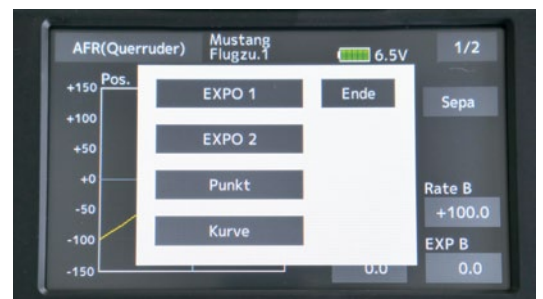 AFR(Querruder)
Mustang
Flugzu.1
6.5V
1/2
Pos.
+150
+100
+50
+0
-50
-100
-150
EXPO 1
EXPO 2
Punkt
Kurve
Ende
Sepa
Rate B
+100.0
EXP B
0.0
0.0